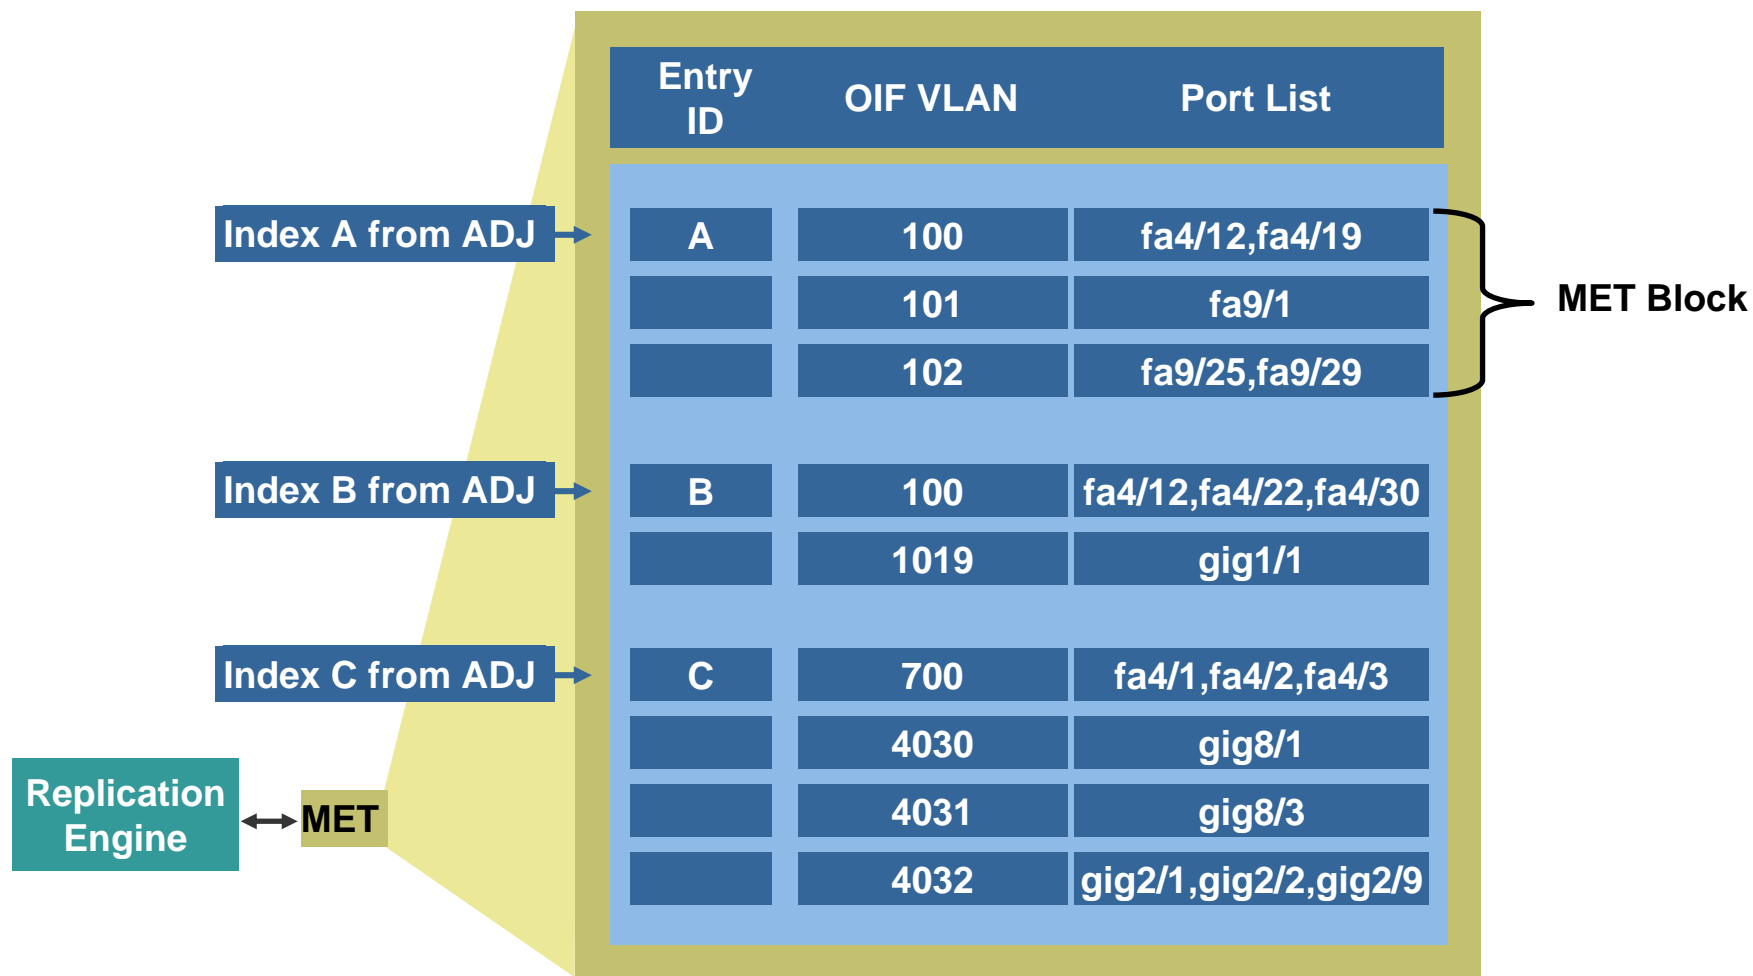 Entry
ID
OIF VLAN
Port List
Index A from ADJ
A
100
fa4/12,fa4/19
101
fa9/1
102
fa9/25,fa9/29
MET Block
Index B from ADJ
B
100
fa4/12,fa4/22,fa4/30
1019
gig1/1
Index C from ADJ
C
700
fa4/1,fa4/2,fa4/3
4030
gig8/1
4031
gig8/3
4032
gig2/1,gig2/2,gig2/9
Replication
Engine
MET